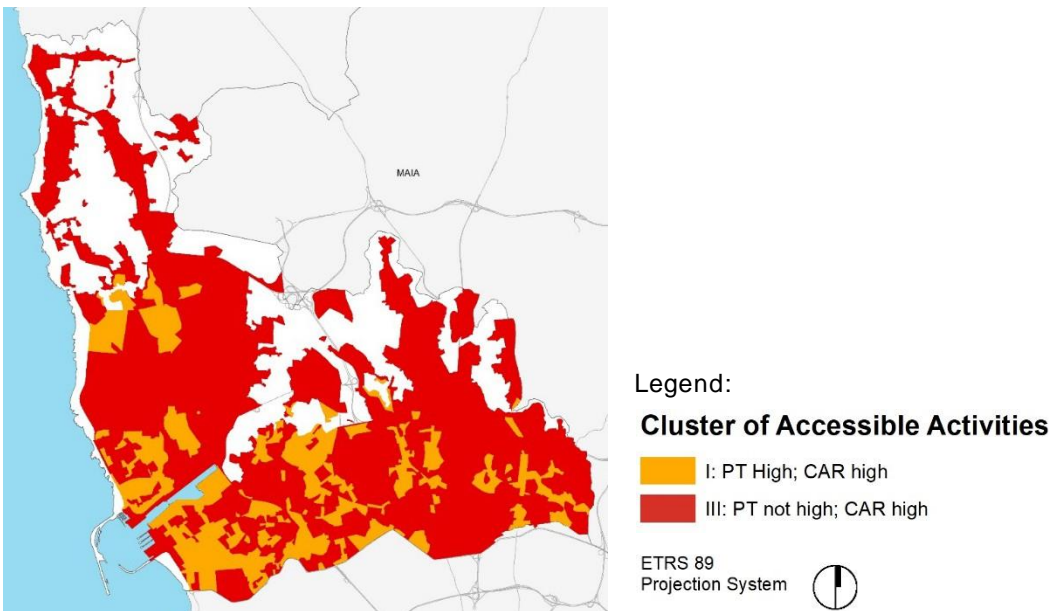 MAIA
Legend:
Cluster of Accessible Activities
I: PT High; CAR high
III: PT not high; CAR high
ETRS 89
Projection System